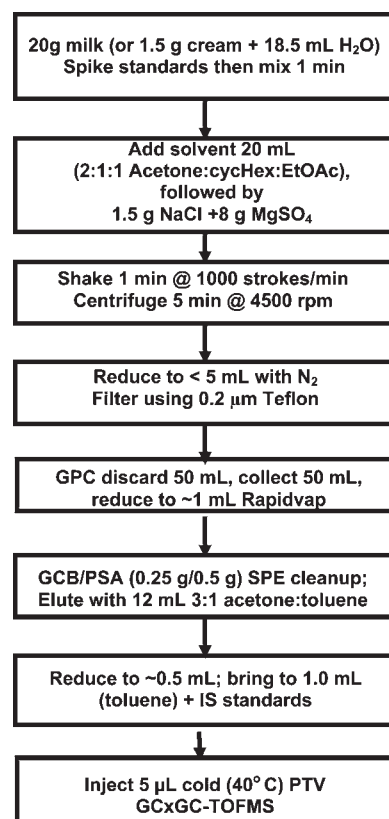 20g milk (or 1.5 g cream + 18.5 mL H₂O)
Spike standards then mix 1 min
Add solvent 20 mL
(2:1:1 Acetone:cycHex:EtOAc),
followed by
1.5 g NaCl +8 g MgSO₄
Shake 1 min @ 1000 strokes/min
Centrifuge 5 min @ 4500 rpm
Reduce to < 5 mL with N₂
Filter using 0.2 μm Teflon
GPC discard 50 mL, collect 50 mL,
reduce to ~1 mL Rapidvap
GCB/PSA (0.25 g/0.5 g) SPE cleanup;
Elute with 12 mL 3:1 acetone:toluene
Reduce to ~0.5 mL; bring to 1.0 mL
(toluene) + IS standards
Inject 5 μL cold (40° C) PTV
GCxGC-TOFMS